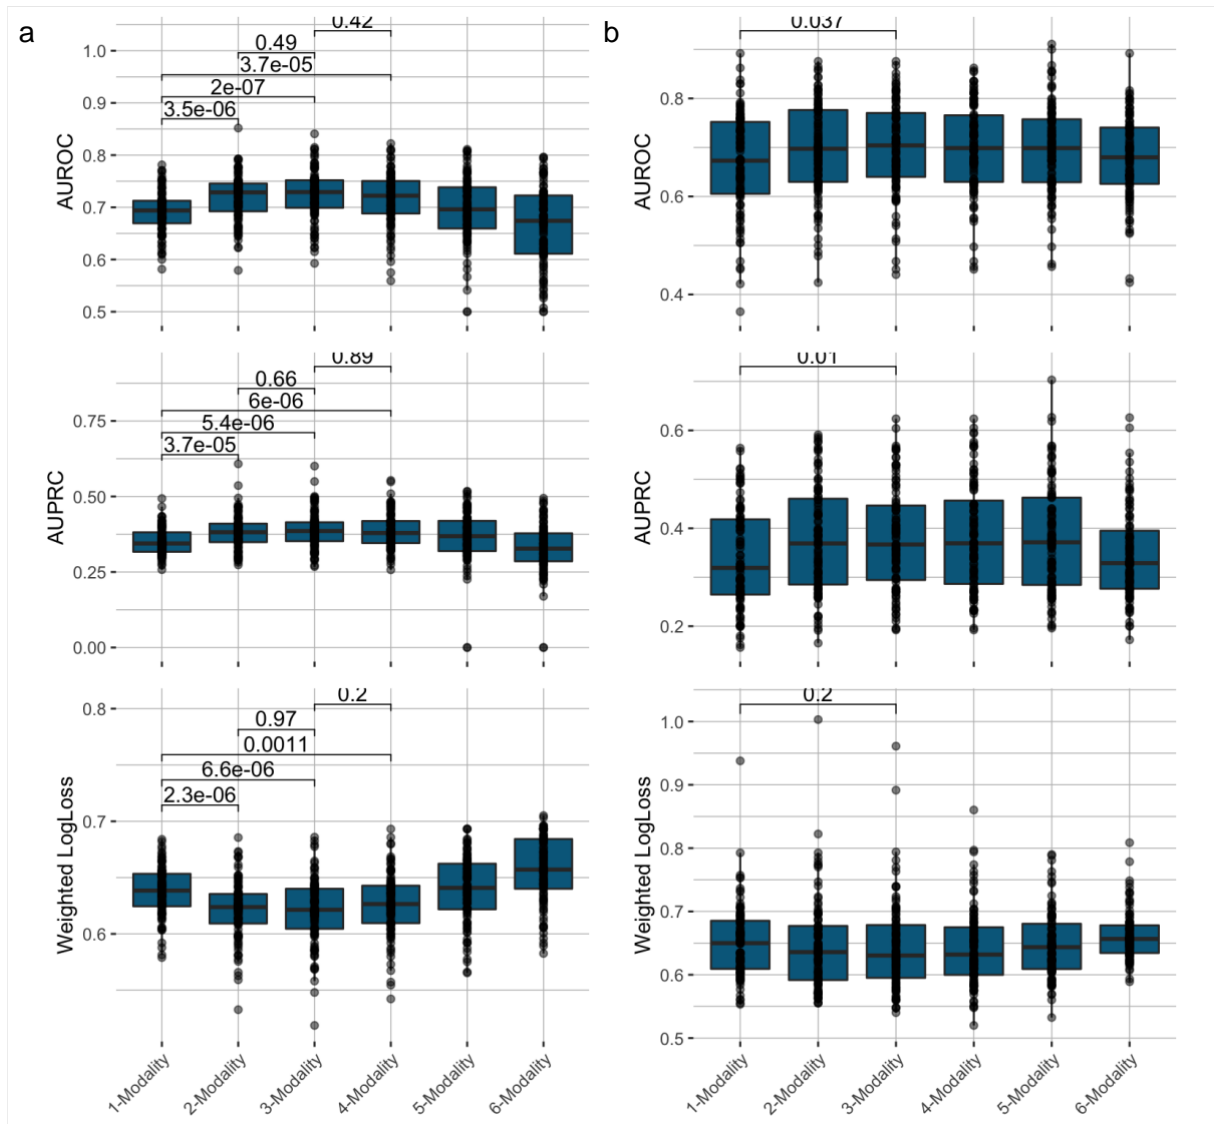 a
0.42
0.49
3.7e-05
2e-07
3.5e-06
AUROC
1.0
0.9
0.8
0.7
0.6
0.5
0.89
0.66
6e-06
5.4e-06
3.7e-05
AUPRC
0.75
0.50
0.25
0.00
0.2
0.97
0.0011
6.6e-06
2.3e-06
Weighted LogLoss
0.8
0.7
0.6
1-Modality
2-Modality
3-Modality
4-Modality
5-Modality
6-Modality
b
0.037
AUROC
0.8
0.6
0.4
0.01
AUPRC
0.6
0.4
0.2
0.2
Weighted LogLoss
1.0
0.9
0.8
0.7
0.6
0.5
1-Modality
2-Modality
3-Modality
4-Modality
5-Modality
6-Modality